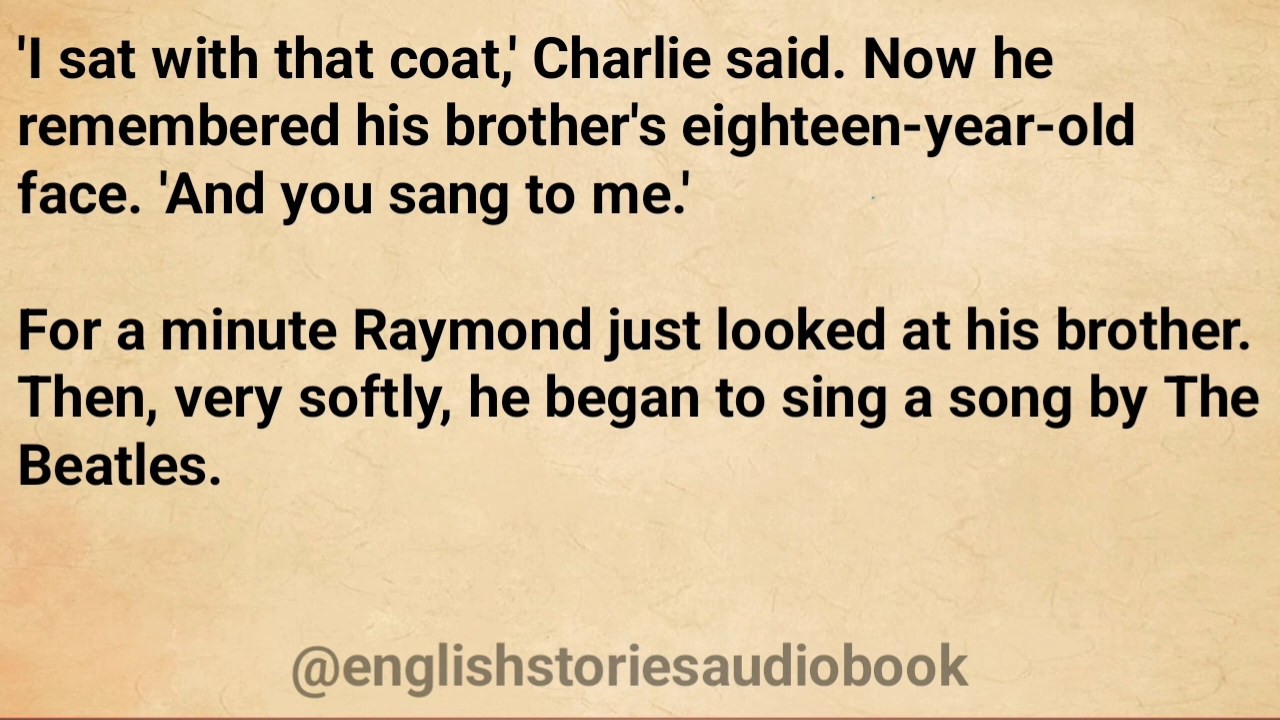 'I sat with that coat,' Charlie said. Now he
remembered his brother's eighteen-year-old
face. 'And you sang to me.'
For a minute Raymond just looked at his brother.
Then, very softly, he began to sing a song by The
Beatles.
@englishstoriesaudiobook